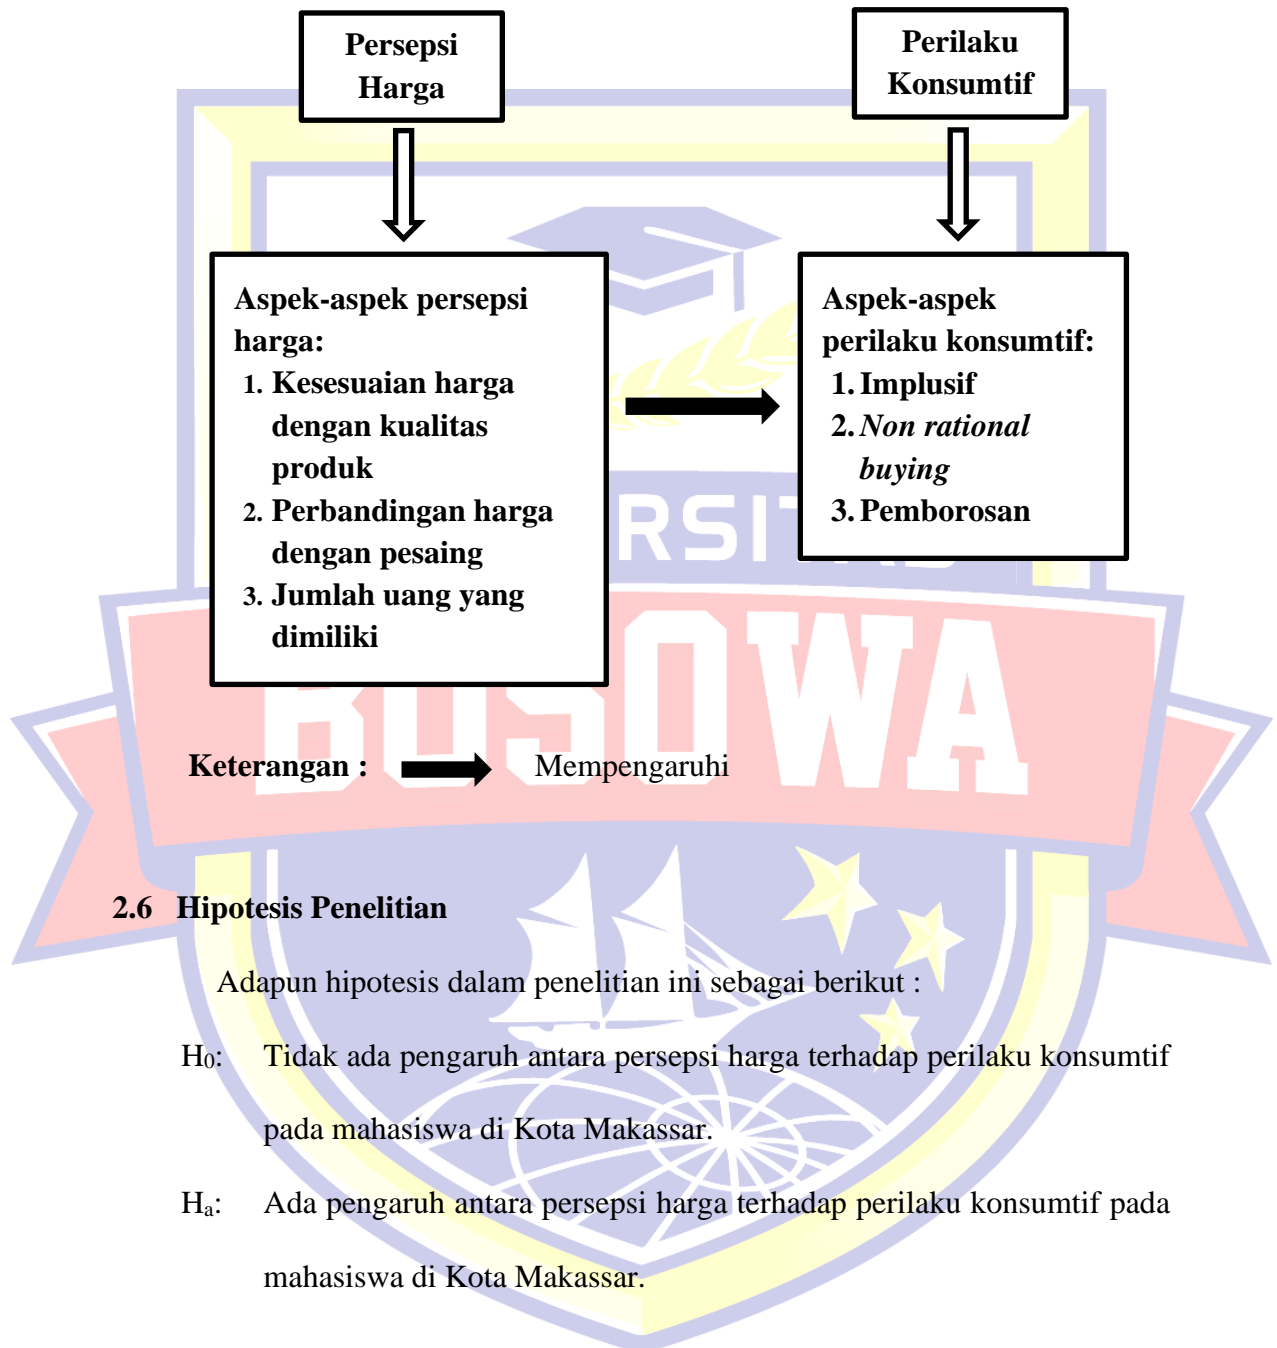 Persepsi
Harga
Perilaku
Konsumtif
Aspek-aspek persepsi
harga:
1. Kesesuaian harga
dengan kualitas
produk
2. Perbandingan harga
dengan pesaing
3. Jumlah uang yang
dimiliki
Aspek-aspek
perilaku konsumtif:
1. Implusif
2. Non rational
buying
3. Pemborosan
RSIT
BOSOWA
Keterangan : Mempengaruhi
2.6 Hipotesis Penelitian
Adapun hipotesis dalam penelitian ini sebagai berikut :
H₀: Tidak ada pengaruh antara persepsi harga terhadap perilaku konsumtif
pada mahasiswa di Kota Makassar.
Hₐ: Ada pengaruh antara persepsi harga terhadap perilaku konsumtif pada
mahasiswa di Kota Makassar.